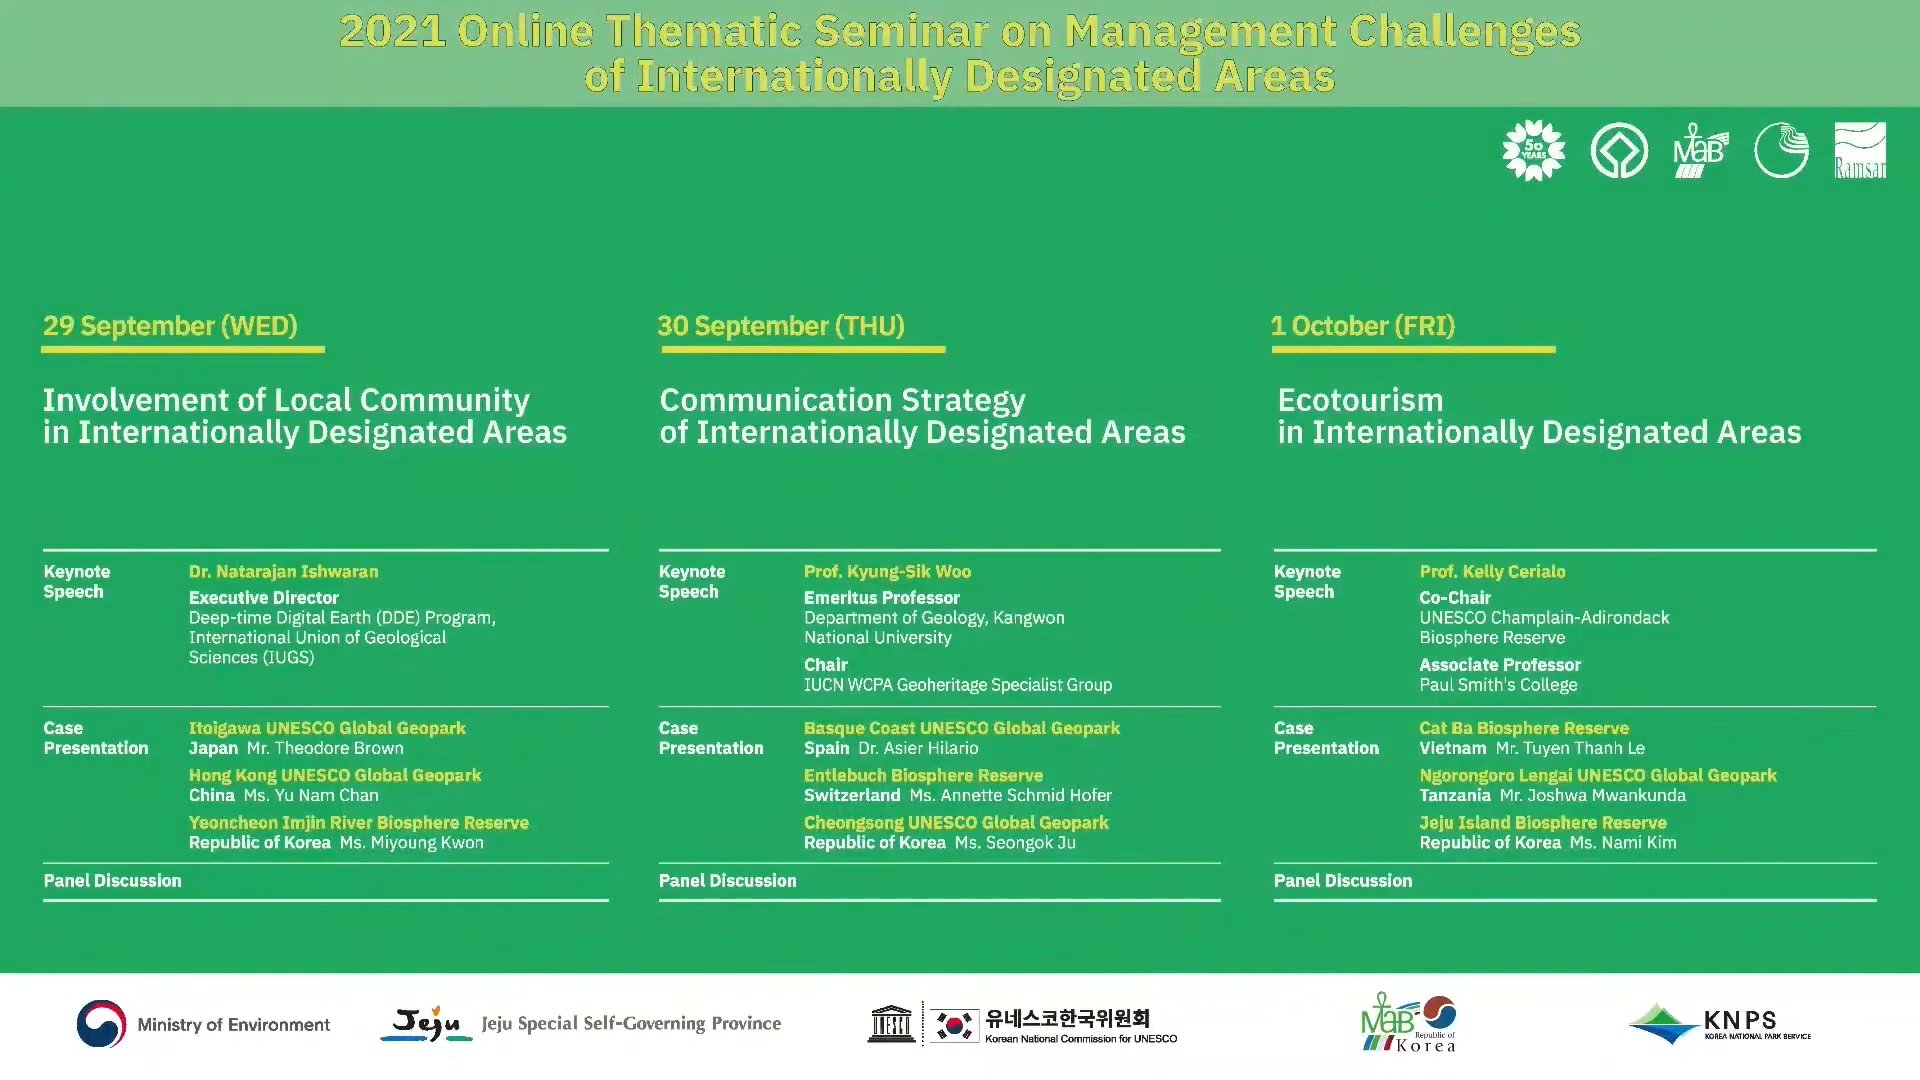 2021 Online Thematic Seminar on Management Challenges
of Internationally Designated Areas
50
YEARS
MaB
Ramsar
29 September (WED)
Involvement of Local Community
in Internationally Designated Areas
Keynote
Speech
Dr. Natarajan Ishwaran
Executive Director
Deep-time Digital Earth (DDE) Program,
International Union of Geological
Sciences (IUGS)
Case
Presentation
Itoigawa UNESCO Global Geopark
Japan Mr. Theodore Brown
Hong Kong UNESCO Global Geopark
China Ms. Yu Nam Chan
Yeoncheon Imjin River Biosphere Reserve
Republic of Korea Ms. Miyoung Kwon
Panel Discussion
30 September (THU)
Communication Strategy
of Internationally Designated Areas
Keynote
Speech
Prof. Kyung-Sik Woo
Emeritus Professor
Department of Geology, Kangwon
National University
Chair
IUCN WCPA Geoheritage Specialist Group
Case
Presentation
Basque Coast UNESCO Global Geopark
Spain Dr. Asier Hilario
Entlebuch Biosphere Reserve
Switzerland Ms. Annette Schmid Hofer
Cheongsong UNESCO Global Geopark
Republic of Korea Ms. Seongok Ju
Panel Discussion
1 October (FRI)
Ecotourism
in Internationally Designated Areas
Keynote
Speech
Prof. Kelly Cerialo
Co-Chair
UNESCO Champlain-Adirondack
Biosphere Reserve
Associate Professor
Paul Smith's College
Case
Presentation
Cat Ba Biosphere Reserve
Vietnam Mr. Tuyen Thanh Le
Ngorongoro Lengai UNESCO Global Geopark
Tanzania Mr. Joshwa Mwankunda
Jeju Island Biosphere Reserve
Republic of Korea Ms. Nami Kim
Panel Discussion
Ministry of Environment
Jeju
Jeju Special Self-Governing Province
UNESCO
유네스코한국위원회
Korean National Commission for UNESCO
MaB
Republic of
Korea
KNPS
KOREA NATIONAL PARK SERVICE